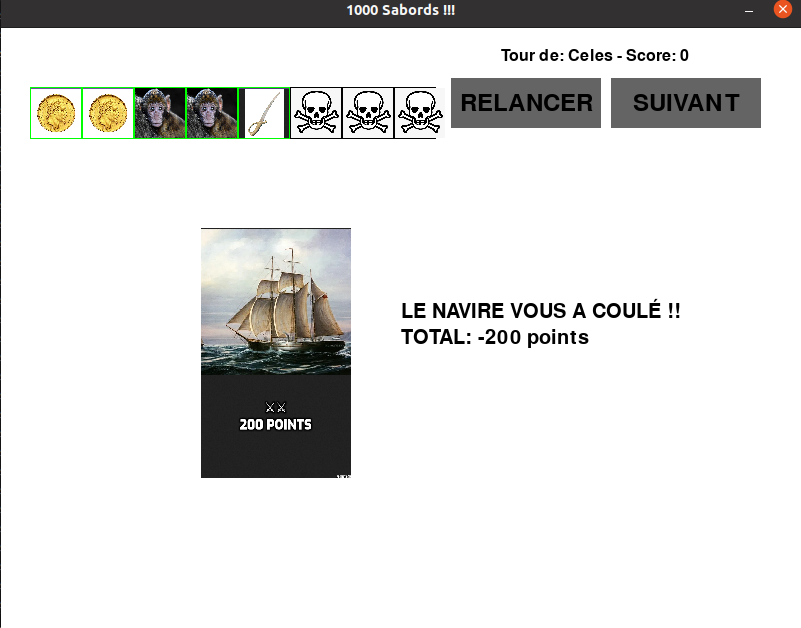 1000 Sabords !!!
Tour de: Celes - Score: 0
RELANCER
SUIVANT
LE NAVIRE VOUS A COULÉ !!
TOTAL: -200 points
200 POINTS